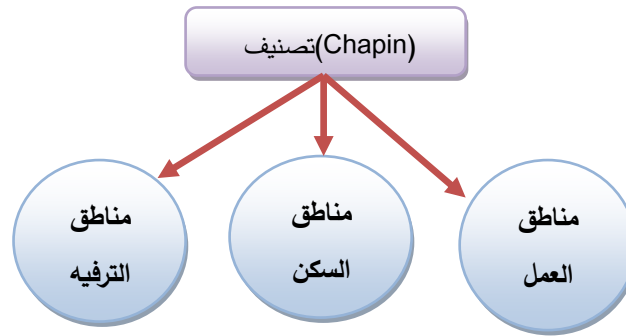 تصنيف(Chapin)
مناطق
العمل
مناطق
السكن
مناطق
الترفيه